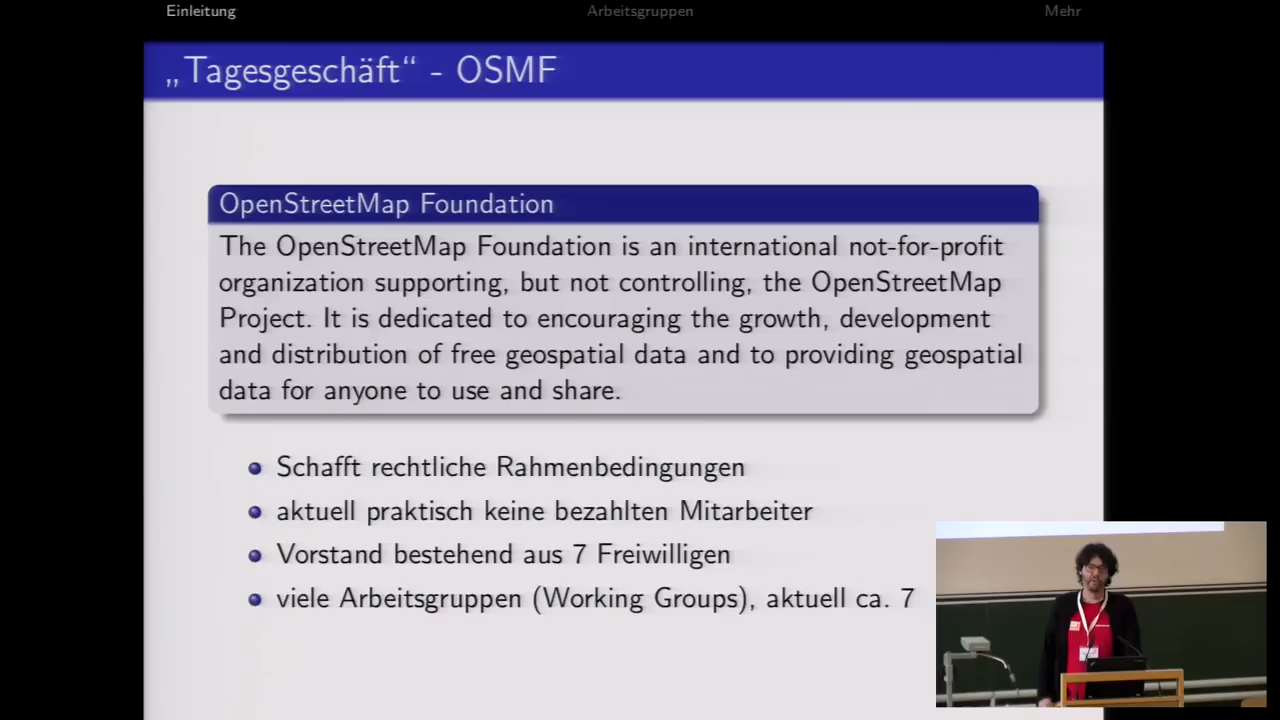 Einleitung
Arbeitsgruppen
Mehr
„Tagesgeschäft“ - OSMF
OpenStreetMap Foundation
The OpenStreetMap Foundation is an international not-for-profit
organization supporting, but not controlling, the OpenStreetMap
Project. It is dedicated to encouraging the growth, development
and distribution of free geospatial data and to providing geospatial
data for anyone to use and share.
Schafft rechtliche Rahmenbedingungen
aktuell praktisch keine bezahlten Mitarbeiter
Vorstand bestehend aus 7 Freiwilligen
viele Arbeitsgruppen (Working Groups), aktuell ca. 7